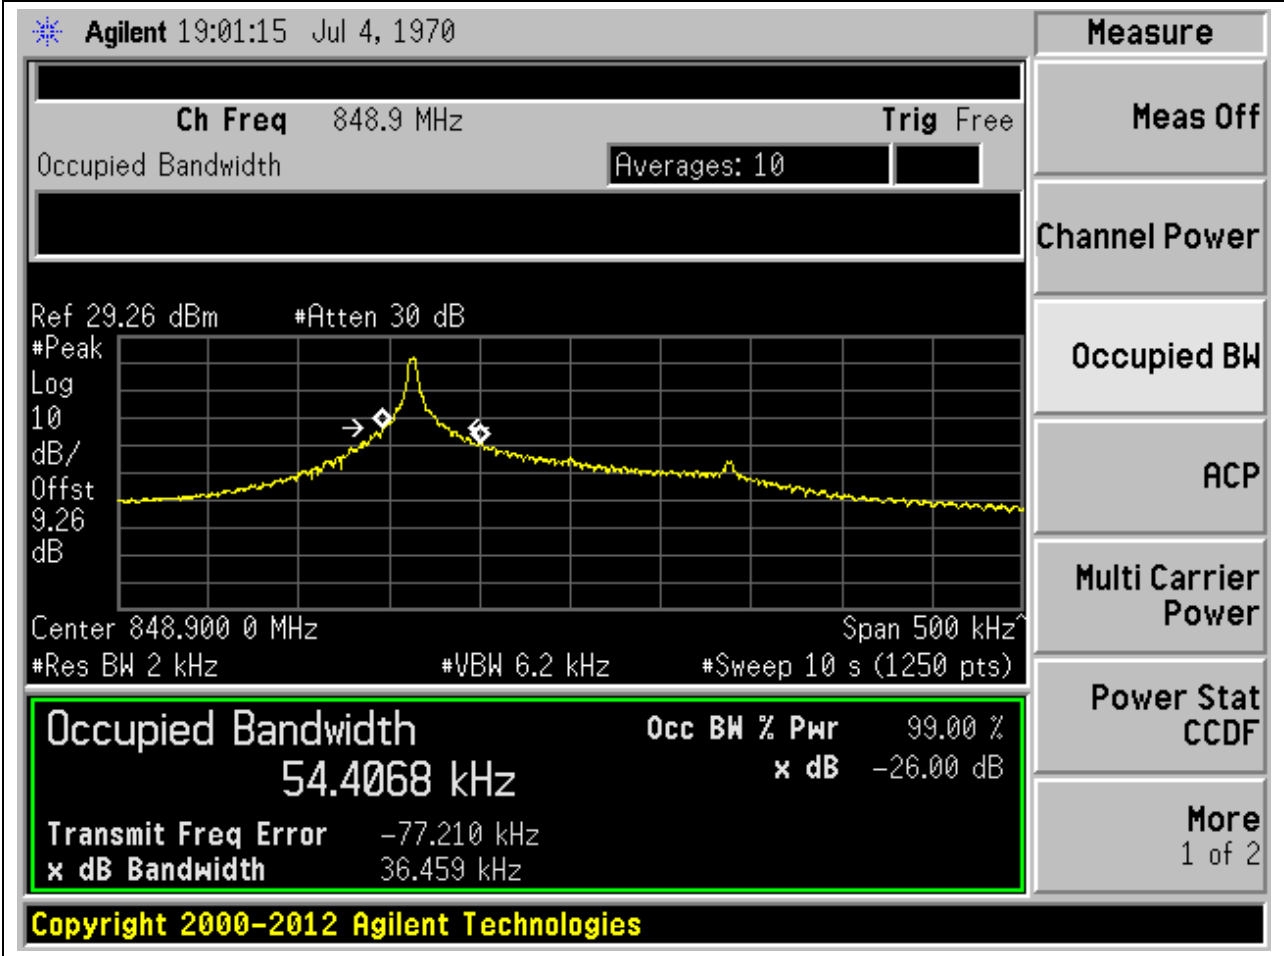 Agilent 19:01:15 Jul 4, 1970
Measure
Ch Freq 848.9 MHz Trig Free
Occupied Bandwidth Averages: 10
Meas Off
Channel Power
Occupied BW
ACP
Multi Carrier
Power
Power Stat
CCDF
More
1 of 2
Ref 29.26 dBm #Atten 30 dB
#Peak
Log
10
dB/
Offst
9.26
dB
Center 848.900 0 MHz Span 500 kHz^
#Res BW 2 kHz #VBW 6.2 kHz #Sweep 10 s (1250 pts)
Occupied Bandwidth Occ BW % Pwr 99.00 %
54.4068 kHz x dB -26.00 dB
Transmit Freq Error -77.210 kHz
x dB Bandwidth 36.459 kHz
Copyright 2000-2012 Agilent Technologies